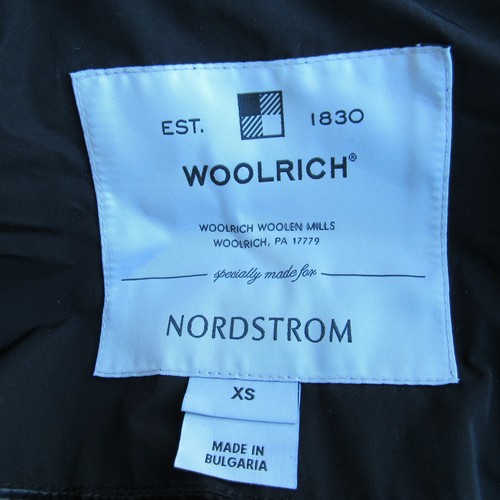 EST. 1830
WOOLRICH®
WOOLRICH WOOLEN MILLS
WOOLRICH, PA 17779
specially made for
NORDSTROM
XS
MADE IN
BULGARIA